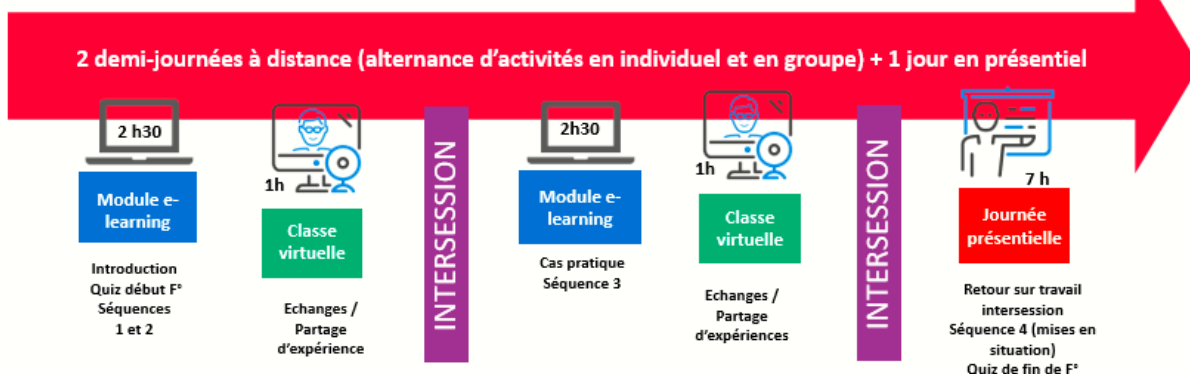 2 demi-journées à distance (alternance d'activités en individuel et en groupe) + 1 jour en présentiel
2 h30
Module e-
learning
Introduction
Quiz début F°
Séquences
1 et 2
1h
Classe
virtuelle
Echanges /
Partage
d'expérience
INTERSESSION
2h30
Module e-
learning
Cas pratique
Séquence 3
1h
Classe
virtuelle
Echanges /
Partage
d'expériences
INTERSESSION
7 h
Journée
présentielle
Retour sur travail
intersession
Séquence 4 (mises en
situation)
Quiz de fin de F°